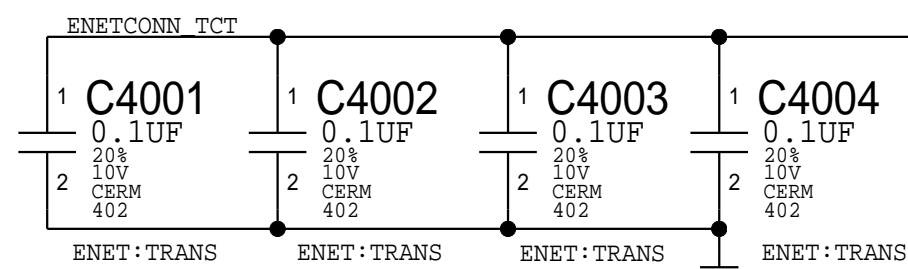 ENETCONN_TCT
1 C4001
0.1UF
20%
10V
2 CERM
402
ENET:TRANS
1 C4002
0.1UF
20%
10V
2 CERM
402
ENET:TRANS
1 C4003
0.1UF
20%
10V
2 CERM
402
ENET:TRANS
1 C4004
0.1UF
20%
10V
2 CERM
402
ENET:TRANS